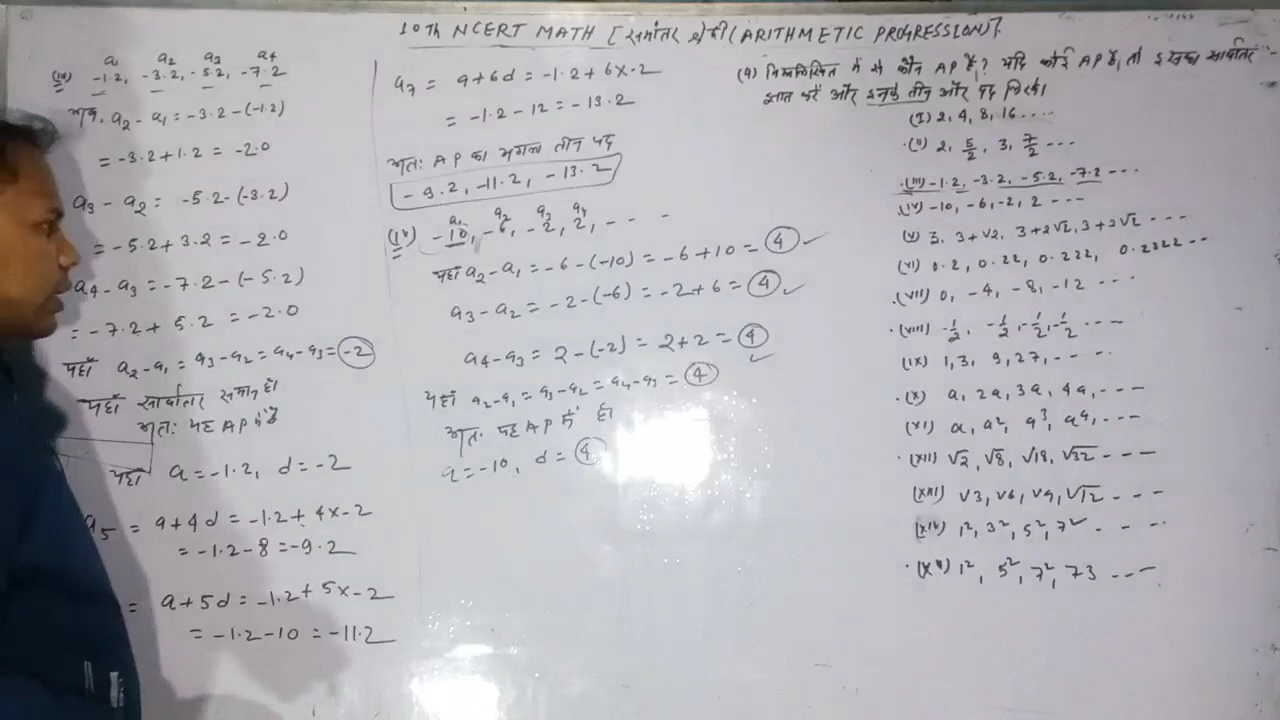 10th NCERT MATH [समांतर श्रेढ़ी (ARITHMETIC PROGRESSION)]
a₁ a₂ a₃ a₄
(iii) -1.2, -3.2, -5.2, -7.2
a₂ - a₁ = -3.2 - (-1.2)
= -3.2 + 1.2 = -2.0
a₃ - a₂ = -5.2 - (-3.2)
= -5.2 + 3.2 = -2.0
a₄ - a₃ = -7.2 - (-5.2)
= -7.2 + 5.2 = -2.0
यहाँ a₂ - a₁ = a₃ - a₂ = a₄ - a₃ = -2
यहाँ सार्वांतर समान है।
अतः यह AP में है
यहाँ a = -1.2, d = -2
a₅ = a + 4d = -1.2 + 4x-2
= -1.2 - 8 = -9.2
= a + 5d = -1.2 + 5x-2
= -1.2 - 10 = -11.2
a₇ = a + 6d = -1.2 + 6x-2
= -1.2 - 12 = -13.2
अतः AP का अगला तीन पद
-9.2, -11.2, -13.2
a₁ a₂ a₃ a₄
(iv) -10, -6, -2, 2, - - -
यहाँ a₂ - a₁ = -6 - (-10) = -6 + 10 = 4 ✓
a₃ - a₂ = -2 - (-6) = -2 + 6 = 4 ✓
a₄ - a₃ = 2 - (-2) = 2 + 2 = 4 ✓
यहाँ a₂ - a₁ = a₃ - a₂ = a₄ - a₃ = 4
अतः यह AP में है।
a = -10, d = 4
निम्नलिखित में से कौन AP हैं? यदि कोई AP है, तो इसका सार्वांतर
ज्ञात करें और इनके तीन और पद लिखें।
(I) 2, 4, 8, 16 ....
(ii) 2, 5/2, 3, 7/2 ---
(iii) -1.2, -3.2, -5.2, -7.2 ---
(iv) -10, -6, -2, 2 ---
(v) 3, 3+√2, 3+2√2, 3+3√2 ---
(vi) 0.2, 0.22, 0.222, 0.2222 --
(vii) 0, -4, -8, -12 ---
(viii) -1/2, -1/2, -1/2, -1/2 ---
(ix) 1, 3, 9, 27, ---
(x) a, 2a, 3a, 4a, ---
(xi) a, a², a³, a⁴, ---
(xii) √2, √8, √18, √32 ---
(xiii) √3, √6, √9, √12 ---
(xiv) 1², 3², 5², 7² - - -
(xv) 1², 5², 7², 73 ---